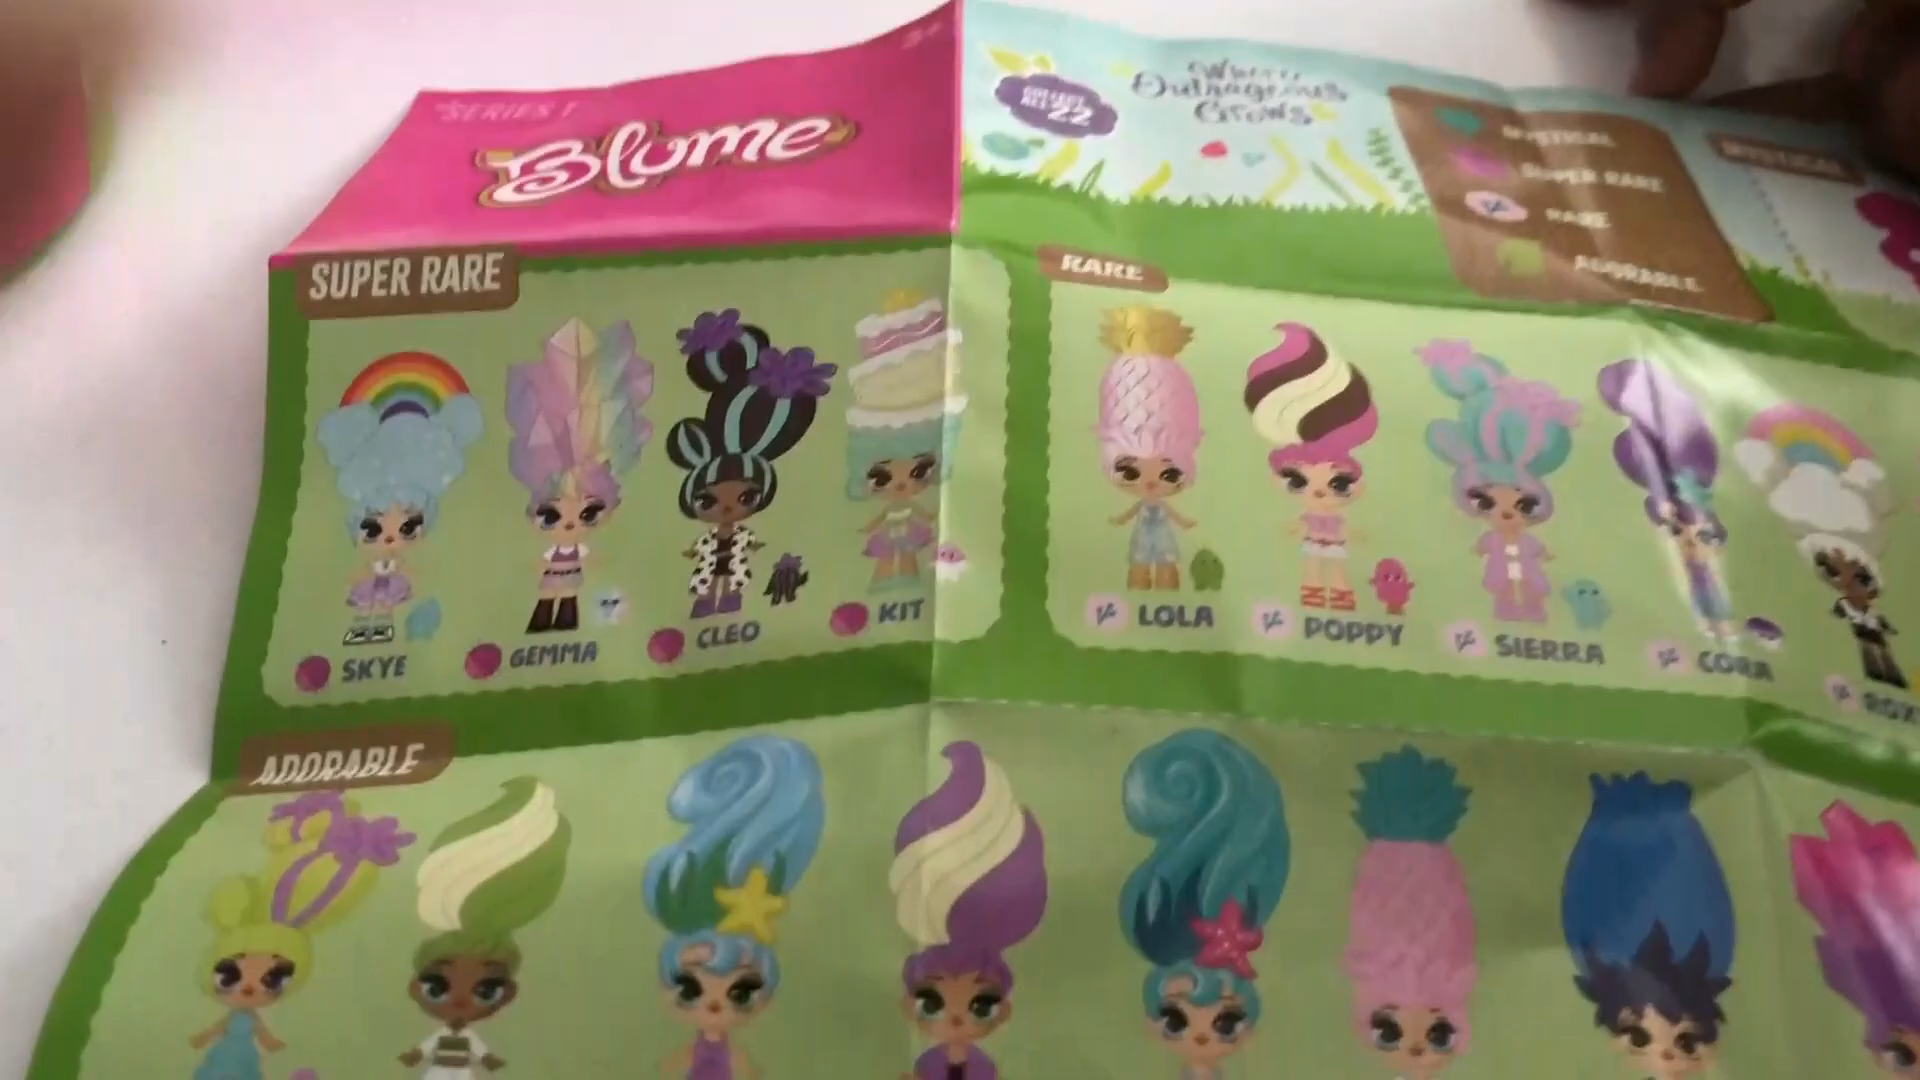 SERIES 1
Blume
COLLECT
ALL 22
Where
Outrageous
Grows
MYSTICAL
SUPER RARE
RARE
ADORABLE
MYSTICAL
SUPER RARE
SKYE
GEMMA
CLEO
KIT
RARE
LOLA
POPPY
SIERRA
CORA
ADORABLE